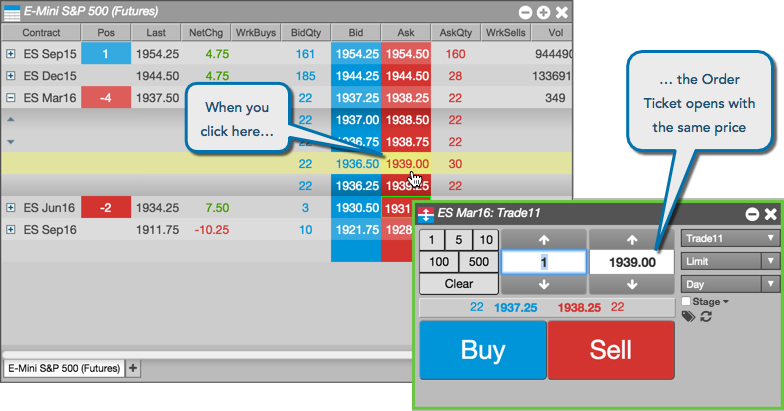 E-Mini S&P 500 (Futures)
Contract Pos Last NetChg WrkBuys BidQty Bid Ask AskQty WrkSells Vol
ES Sep15 1 1954.25 4.75 161 1954.25 1954.50 160 944490
ES Dec15 1944.50 4.75 185 1944.25 1944.50 28 133691
ES Mar16 -4 1937.50 22 1937.25 1938.25 22 349
1937.00 1938.50 22
1936.75 1938.75 22
22 1936.50 1939.00 30
22 1936.25 1939.25 22
ES Jun16 -2 1934.25 7.50 3 1930.50 1931
ES Sep16 1911.75 -10.25 10 1921.75 1928
When you
click here…
… the Order
Ticket opens with
the same price
ES Mar16: Trade11
1 5 10
100 500
Clear
1
1939.00
Trade11
Limit
Day
Stage
22 1937.25 1938.25 22
Buy Sell
E-Mini S&P 500 (Futures) +